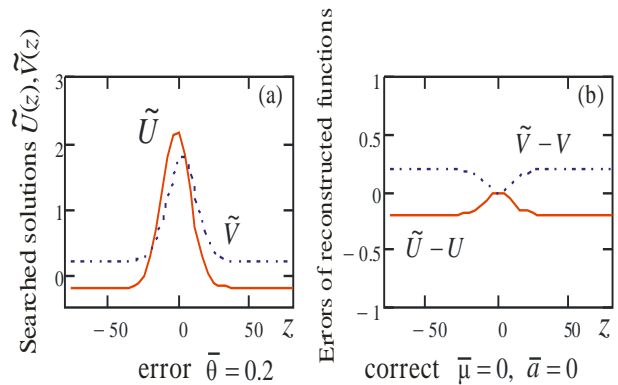 Searched solutions Ũ(z), Ṽ(z)
3
2
1
0
(a)
Ũ
Ṽ
− 50
0
50
z
error θ̅ = 0.2
Errors of reconstructed functions
1
0.5
0
− 0.5
− 1
(b)
Ṽ − V
Ũ − U
− 50
0
50
z
correct μ̅ = 0, a̅ = 0